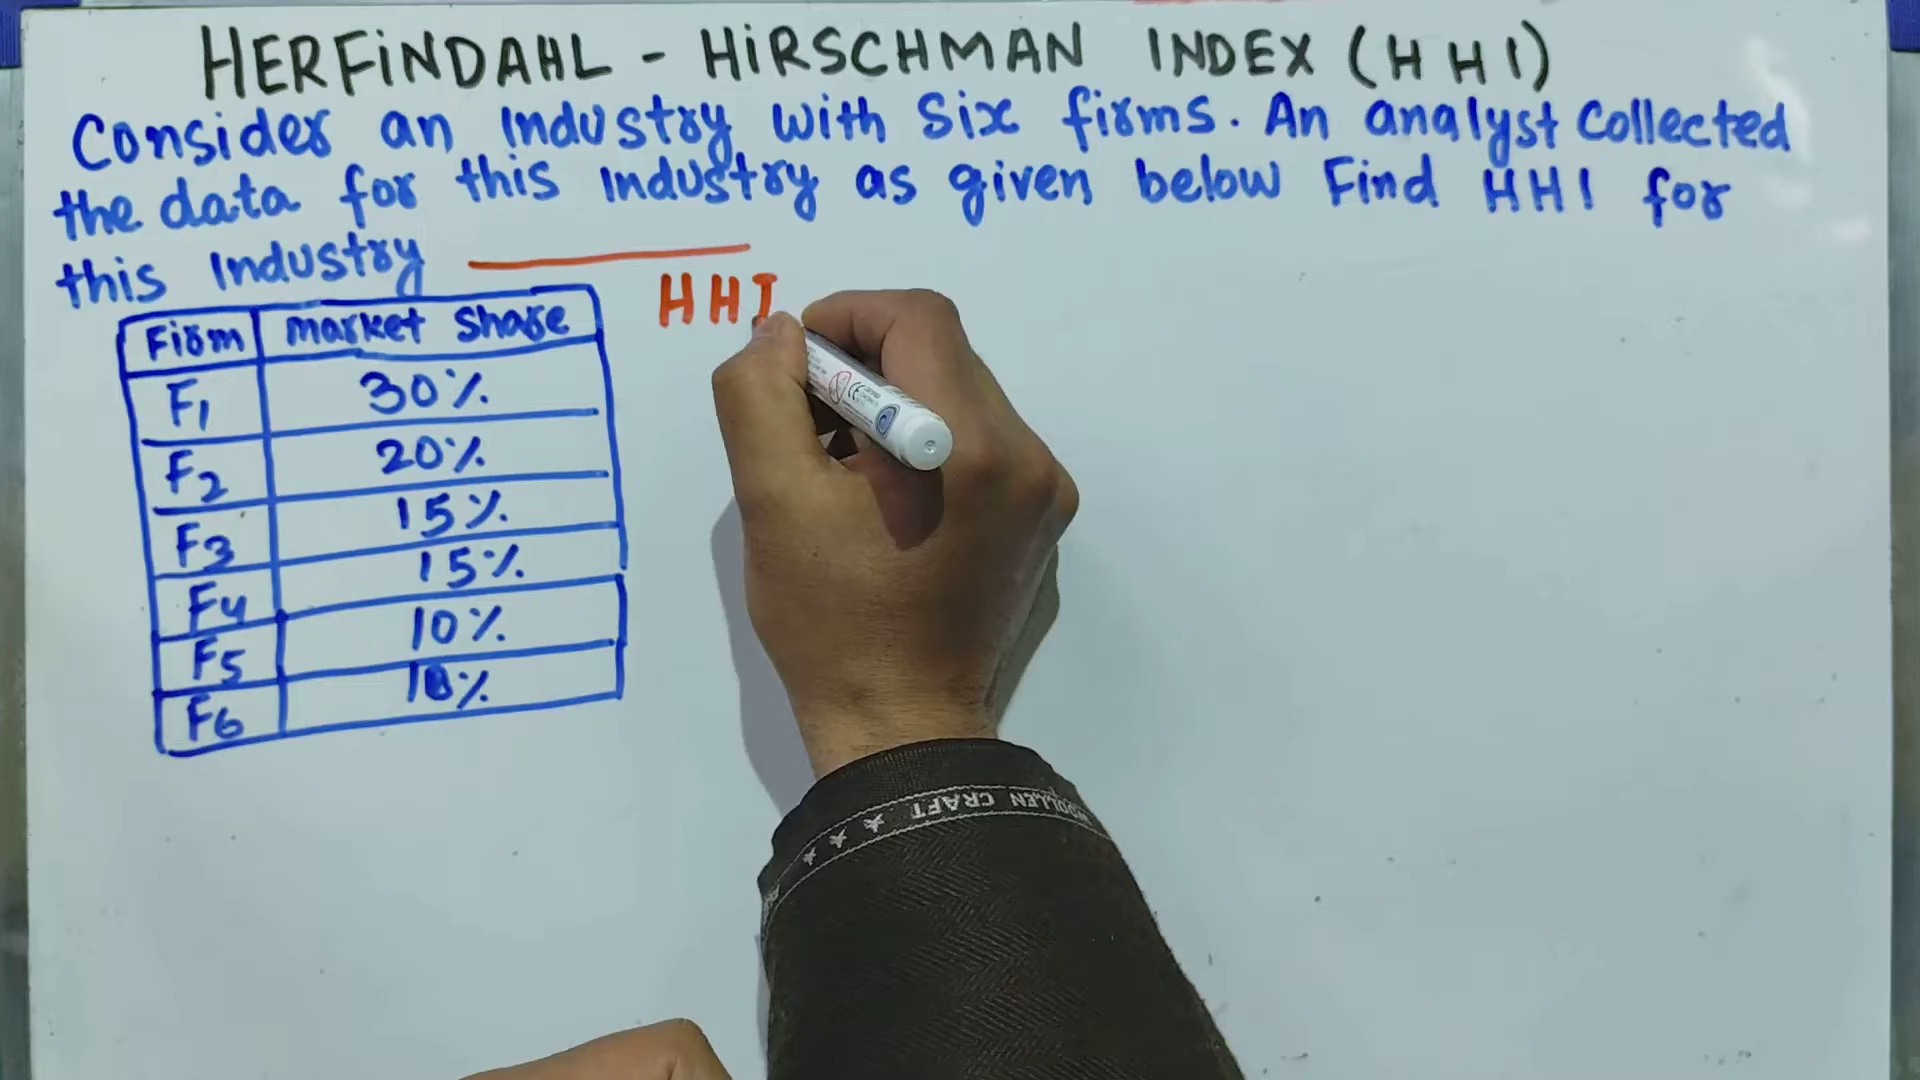 HERFINDAHL - HIRSCHMAN INDEX (HHI)
Consider an industry with Six firms. An analyst Collected
the data for this industry as given below Find HHI for
this industry
HHI
Firm market share
F1 30%
F2 20%
F3 15%
F4 15%
F5 10%
F6 10%
WOOLLEN CRAFT